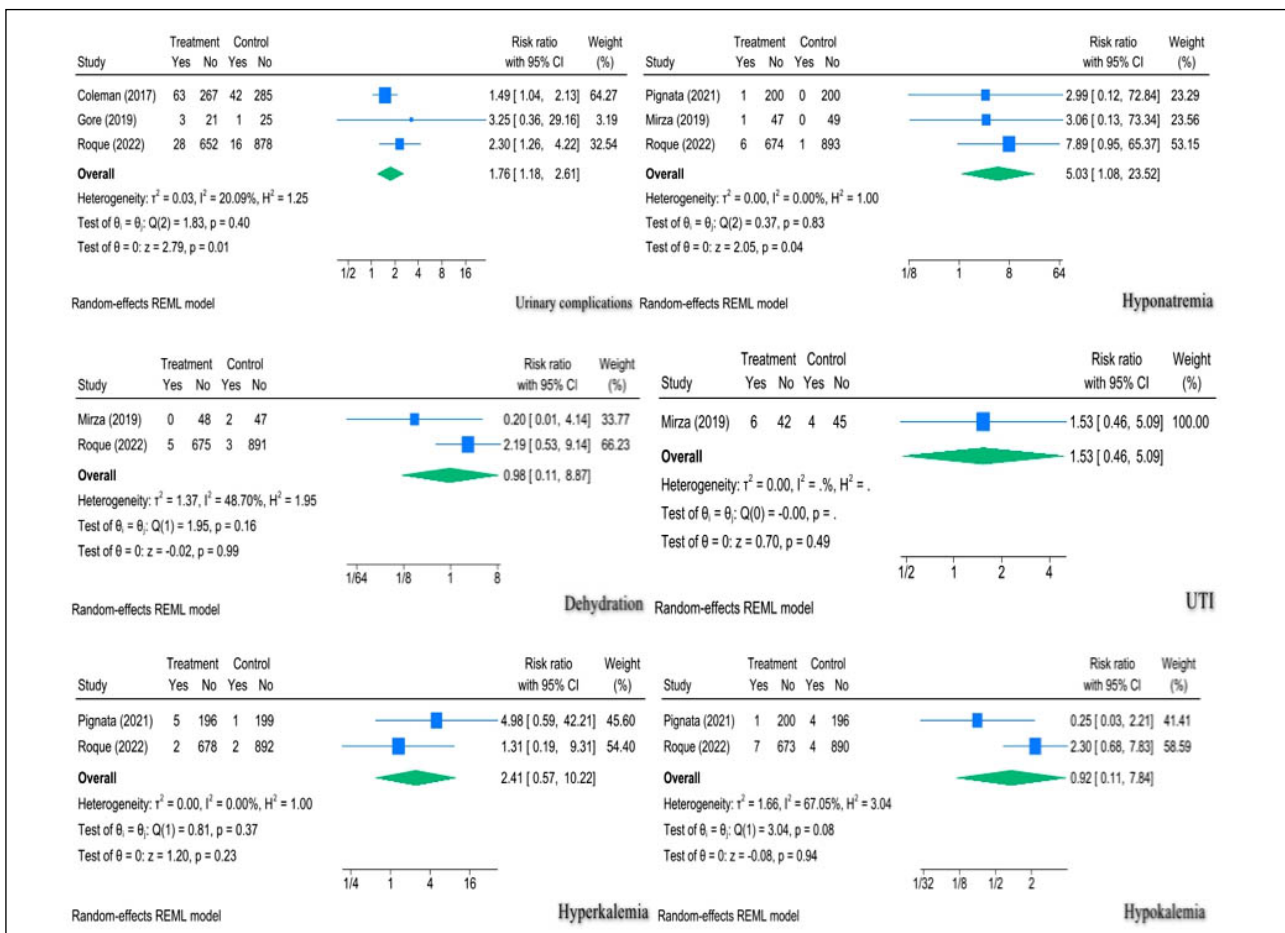 Treatment Control Risk ratio Weight
Study Yes No Yes No with 95% CI (%)
Coleman (2017) 63 267 42 285 1.49 [ 1.04, 2.13] 64.27
Gore (2019) 3 21 1 25 3.25 [ 0.36, 29.16] 3.19
Roque (2022) 28 652 16 878 2.30 [ 1.26, 4.22] 32.54
Overall 1.76 [ 1.18, 2.61]
Heterogeneity: τ² = 0.03, I² = 20.09%, H² = 1.25
Test of θᵢ = θⱼ: Q(2) = 1.83, p = 0.40
Test of θ = 0: z = 2.79, p = 0.01
1/2 1 2 4 8 16
Random-effects REML model Urinary complications
Treatment Control Risk ratio Weight
Study Yes No Yes No with 95% CI (%)
Pignata (2021) 1 200 0 200 2.99 [ 0.12, 72.84] 23.29
Mirza (2019) 1 47 0 49 3.06 [ 0.13, 73.34] 23.56
Roque (2022) 6 674 1 893 7.89 [ 0.95, 65.37] 53.15
Overall 5.03 [ 1.08, 23.52]
Heterogeneity: τ² = 0.00, I² = 0.00%, H² = 1.00
Test of θᵢ = θⱼ: Q(2) = 0.37, p = 0.83
Test of θ = 0: z = 2.05, p = 0.04
1/8 1 8 64
Random-effects REML model Hyponatremia
Treatment Control Risk ratio Weight
Study Yes No Yes No with 95% CI (%)
Mirza (2019) 0 48 2 47 0.20 [ 0.01, 4.14] 33.77
Roque (2022) 5 675 3 891 2.19 [ 0.53, 9.14] 66.23
Overall 0.98 [ 0.11, 8.87]
Heterogeneity: τ² = 1.37, I² = 48.70%, H² = 1.95
Test of θᵢ = θⱼ: Q(1) = 1.95, p = 0.16
Test of θ = 0: z = -0.02, p = 0.99
1/64 1/8 1 8
Random-effects REML model Dehydration
Treatment Control Risk ratio Weight
Study Yes No Yes No with 95% CI (%)
Mirza (2019) 6 42 4 45 1.53 [ 0.46, 5.09] 100.00
Overall 1.53 [ 0.46, 5.09]
Heterogeneity: τ² = 0.00, I² = .%, H² = .
Test of θᵢ = θⱼ: Q(0) = -0.00, p = .
Test of θ = 0: z = 0.70, p = 0.49
1/2 1 2 4
Random-effects REML model UTI
Treatment Control Risk ratio Weight
Study Yes No Yes No with 95% CI (%)
Pignata (2021) 5 196 1 199 4.98 [ 0.59, 42.21] 45.60
Roque (2022) 2 678 2 892 1.31 [ 0.19, 9.31] 54.40
Overall 2.41 [ 0.57, 10.22]
Heterogeneity: τ² = 0.00, I² = 0.00%, H² = 1.00
Test of θᵢ = θⱼ: Q(1) = 0.81, p = 0.37
Test of θ = 0: z = 1.20, p = 0.23
1/4 1 4 16
Random-effects REML model Hyperkalemia
Treatment Control Risk ratio Weight
Study Yes No Yes No with 95% CI (%)
Pignata (2021) 1 200 4 196 0.25 [ 0.03, 2.21] 41.41
Roque (2022) 7 673 4 890 2.30 [ 0.68, 7.83] 58.59
Overall 0.92 [ 0.11, 7.84]
Heterogeneity: τ² = 1.66, I² = 67.05%, H² = 3.04
Test of θᵢ = θⱼ: Q(1) = 3.04, p = 0.08
Test of θ = 0: z = -0.08, p = 0.94
1/32 1/8 1/2 2
Random-effects REML model Hypokalemia